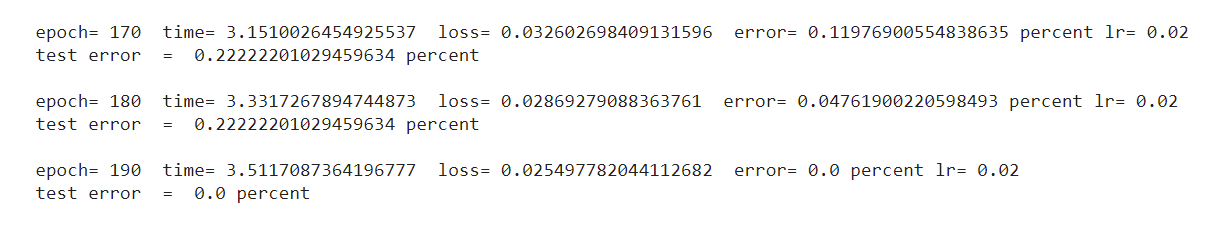 epoch= 170  time= 3.1510026454925537  loss= 0.032602698409131596  error= 0.11976900554838635 percent lr= 0.02
test error  =  0.22222201029459634 percent
epoch= 180  time= 3.3317267894744873  loss= 0.02869279088363761  error= 0.04761900220598493 percent lr= 0.02
test error  =  0.22222201029459634 percent
epoch= 190  time= 3.5117087364196777  loss= 0.025497782044112682  error= 0.0 percent lr= 0.02
test error  =  0.0 percent